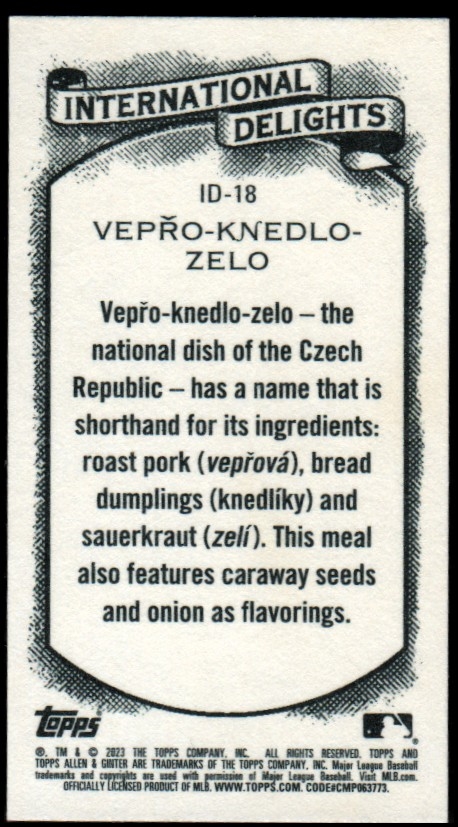 INTERNATIONAL
DELIGHTS
ID-18
VEPŘO-KNEDLO-
ZELO
Vepřo-knedlo-zelo – the
national dish of the Czech
Republic – has a name that is
shorthand for its ingredients:
roast pork (vepřová), bread
dumplings (knedlíky) and
sauerkraut (zelí). This meal
also features caraway seeds
and onion as flavorings.
topps
®, TM & © 2023 THE TOPPS COMPANY, INC. ALL RIGHTS RESERVED. TOPPS AND
TOPPS ALLEN & GINTER ARE TRADEMARKS OF THE TOPPS COMPANY, INC. Major League Baseball
trademarks and copyrights are used with permission of Major League Baseball. Visit MLB.com.
OFFICIALLY LICENSED PRODUCT OF MLB. WWW.TOPPS.COM. CODE#CMP063773.